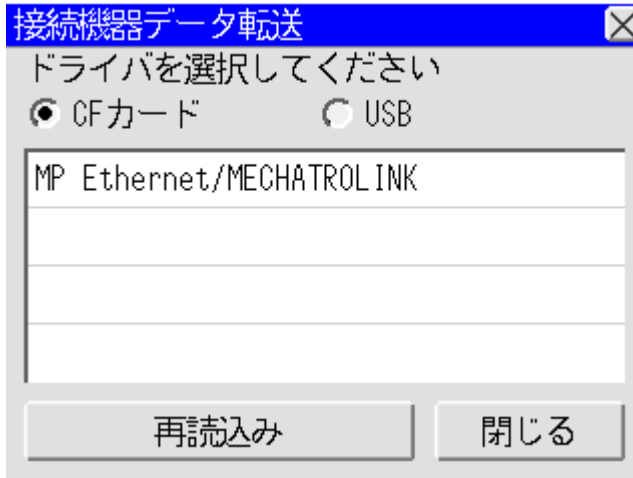 接続機器データ転送
ドライバを選択してください
CFカード USB
MP Ethernet/MECHATROLINK
再読込み 閉じる